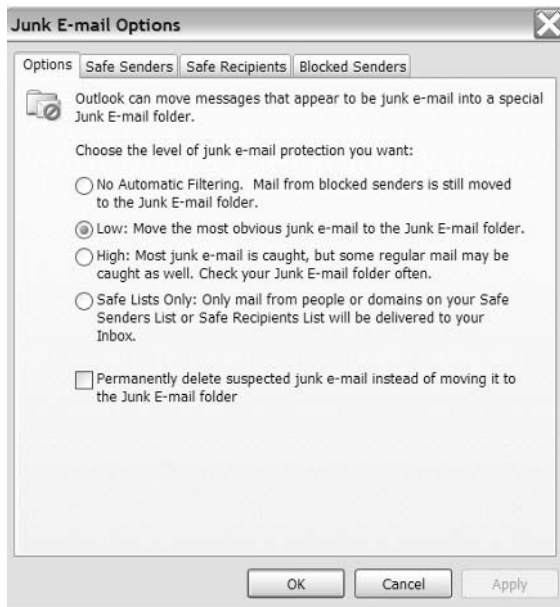 Junk E-mail Options
Options Safe Senders Safe Recipients Blocked Senders
Outlook can move messages that appear to be junk e-mail into a special
Junk E-mail folder.
Choose the level of junk e-mail protection you want:
No Automatic Filtering. Mail from blocked senders is still moved
to the Junk E-mail folder.
Low: Move the most obvious junk e-mail to the Junk E-mail folder.
High: Most junk e-mail is caught, but some regular mail may be
caught as well. Check your Junk E-mail folder often.
Safe Lists Only: Only mail from people or domains on your Safe
Senders List or Safe Recipients List will be delivered to your
Inbox.
Permanently delete suspected junk e-mail instead of moving it to
the Junk E-mail folder
OK Cancel Apply